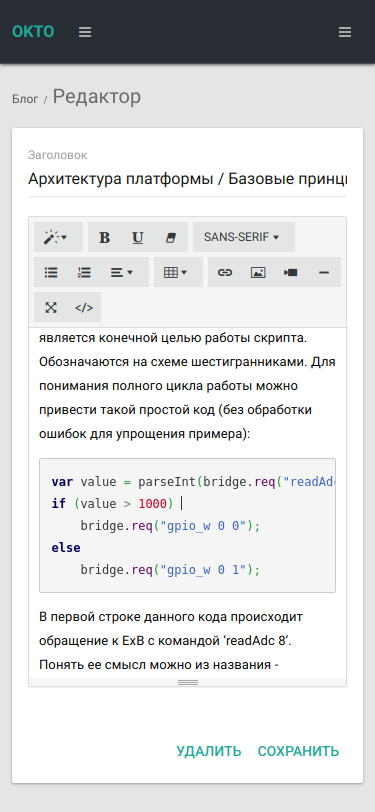 OKTO
Блог / Редактор
Заголовок
Архитектура платформы / Базовые принц
B U SANS-SERIF
</>
является конечной целью работы скрипта.
Обозначаются на схеме шестигранниками. Для
понимания полного цикла работы можно
привести такой простой код (без обработки
ошибок для упрощения примера):
var value = parseInt(bridge.req("readAdc
if (value > 1000)
    bridge.req("gpio_w 0 0");
else
    bridge.req("gpio_w 0 1");
В первой строке данного кода происходит
обращение к ExB с командой ‘readAdc 8’.
Понять ее смысл можно из названия -
УДАЛИТЬ СОХРАНИТЬ